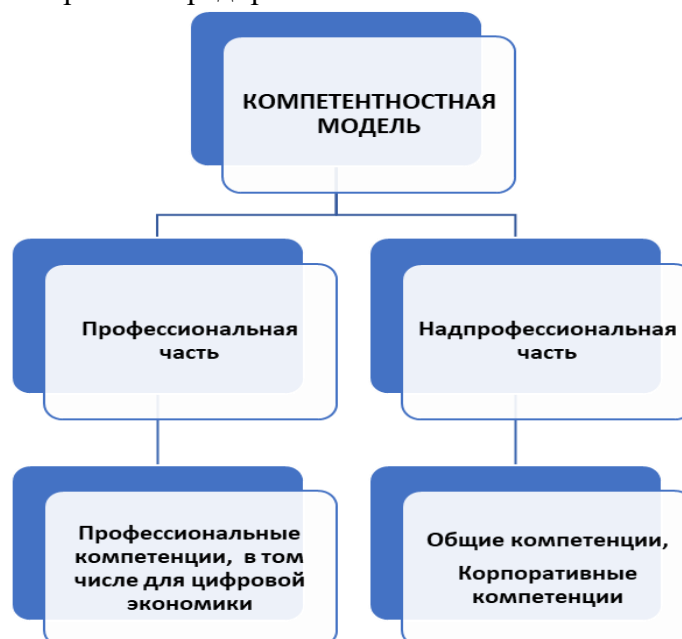 КОМПЕТЕНТНОСТНАЯ
МОДЕЛЬ
Профессиональная
часть
Надпрофессиональная
часть
Профессиональные
компетенции, в том
числе для цифровой
экономики
Общие компетенции,
Корпоративные
компетенции